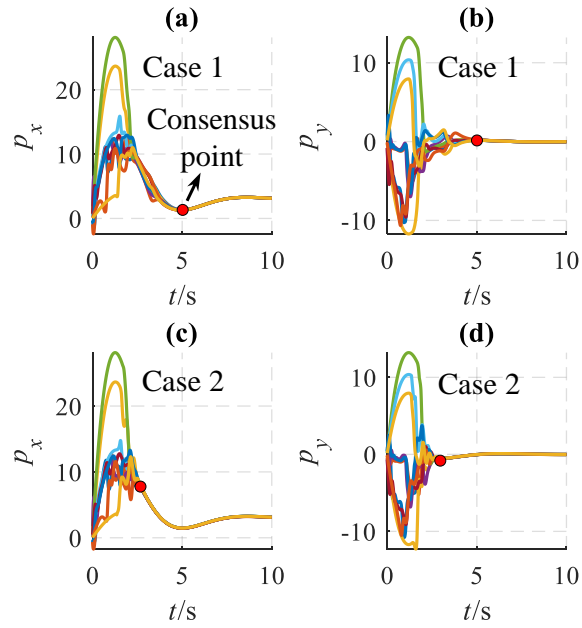 (a)
(b)
Case 1
Consensus
point
Case 1
20
10
0
10
0
-10
p_x
p_y
0 5 10
0 5 10
t/s
t/s
(c)
(d)
Case 2
Case 2
20
10
0
10
0
-10
p_x
p_y
0 5 10
0 5 10
t/s
t/s